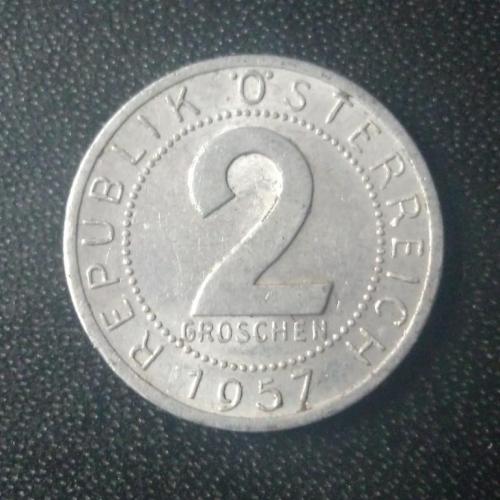 REPUBLIK ÖSTERREICH
2
GROSCHEN
1957